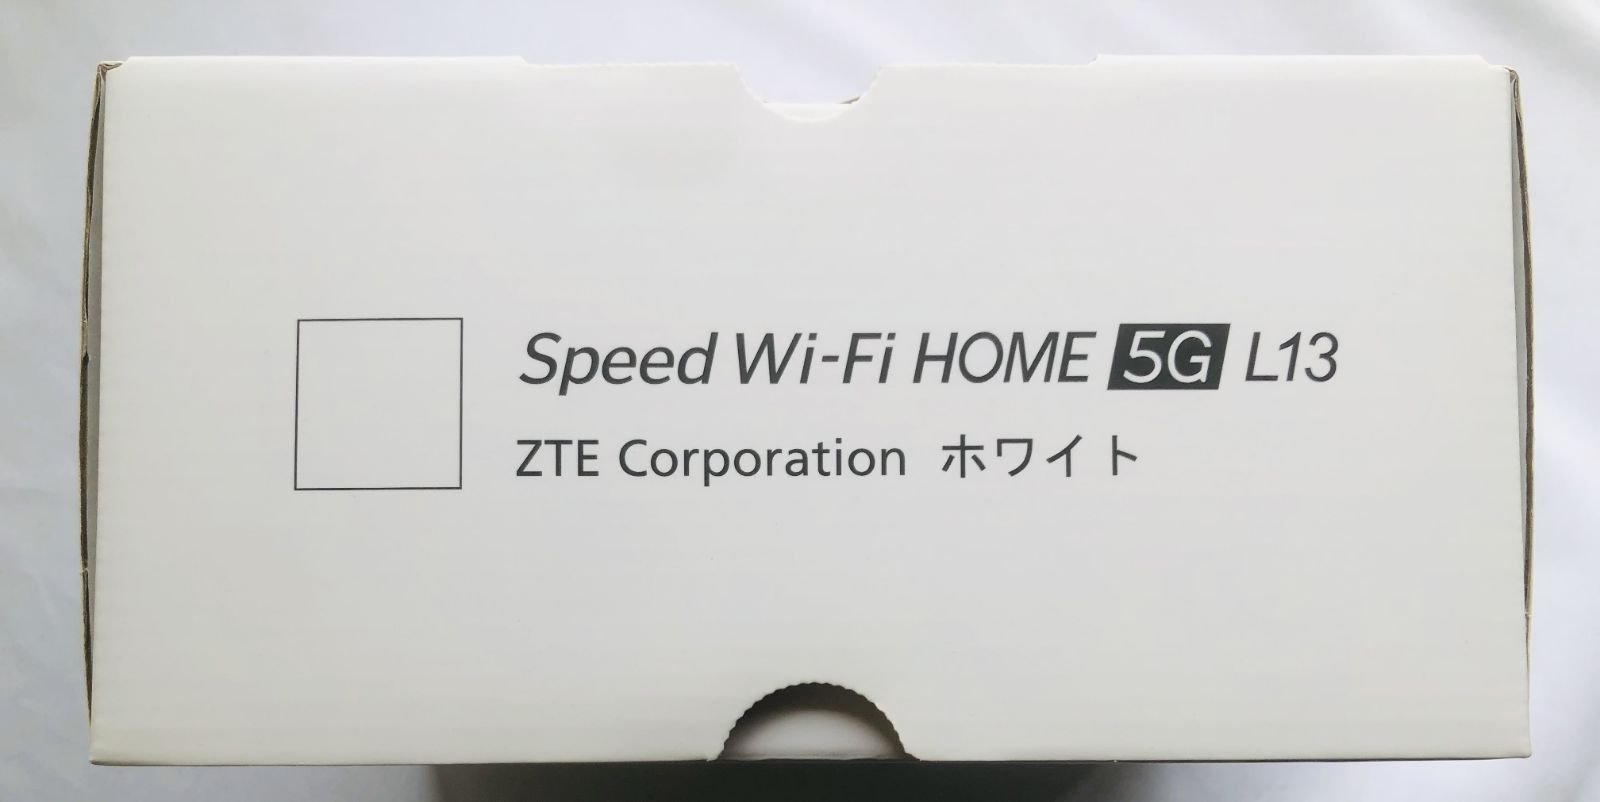 Speed Wi-Fi HOME 5G L13
ZTE Corporation ホワイト